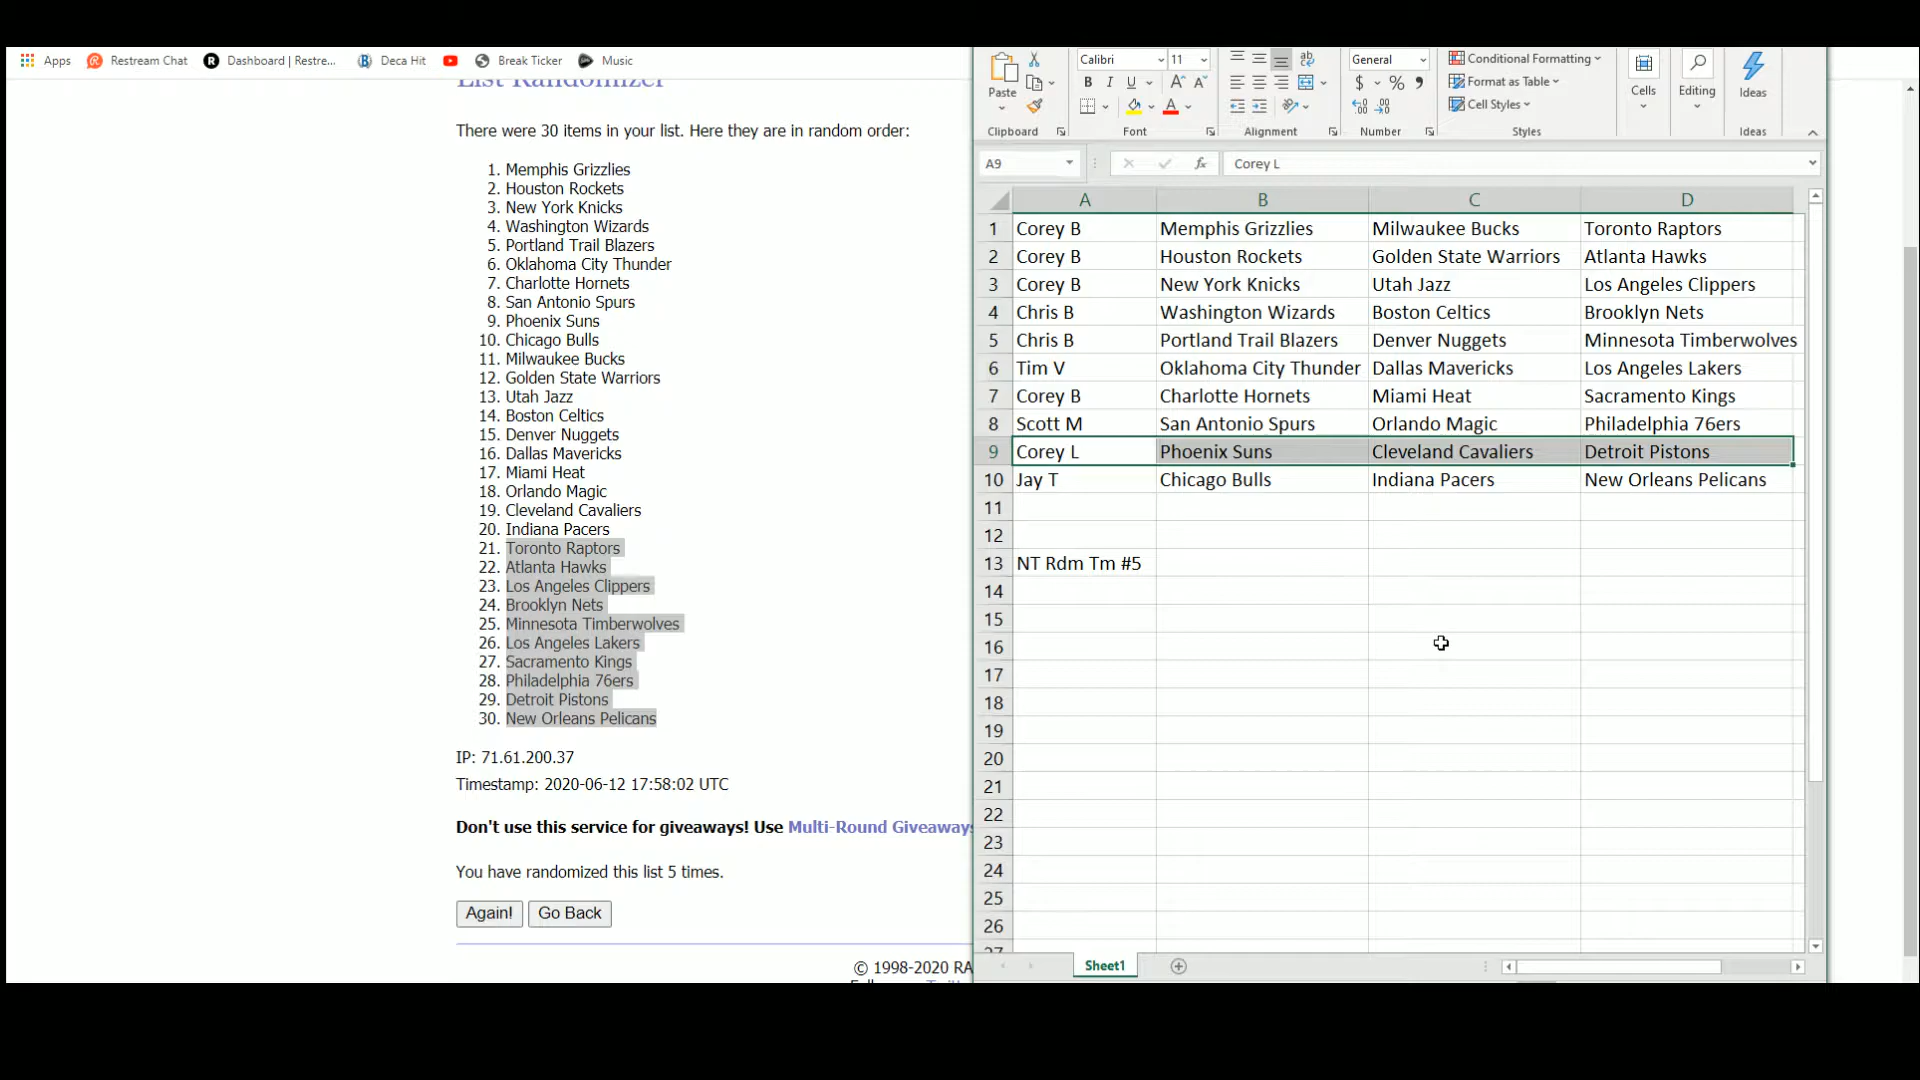 Apps Restream Chat Dashboard | Restre... Deca Hit Break Ticker Music
List Randomizer
There were 30 items in your list. Here they are in random order:
1. Memphis Grizzlies
2. Houston Rockets
3. New York Knicks
4. Washington Wizards
5. Portland Trail Blazers
6. Oklahoma City Thunder
7. Charlotte Hornets
8. San Antonio Spurs
9. Phoenix Suns
10. Chicago Bulls
11. Milwaukee Bucks
12. Golden State Warriors
13. Utah Jazz
14. Boston Celtics
15. Denver Nuggets
16. Dallas Mavericks
17. Miami Heat
18. Orlando Magic
19. Cleveland Cavaliers
20. Indiana Pacers
21. Toronto Raptors
22. Atlanta Hawks
23. Los Angeles Clippers
24. Brooklyn Nets
25. Minnesota Timberwolves
26. Los Angeles Lakers
27. Sacramento Kings
28. Philadelphia 76ers
29. Detroit Pistons
30. New Orleans Pelicans
IP: 71.61.200.37
Timestamp: 2020-06-12 17:58:02 UTC
Don't use this service for giveaways! Use Multi-Round Giveaways
You have randomized this list 5 times.
Again! Go Back
© 1998-2020 RA
Calibri 11 General Conditional Formatting
Paste B I U A A $ % 9 Format as Table Cells Editing Ideas
Cell Styles
Clipboard Font Alignment Number Styles Ideas
A9 fx Corey L
A B C D
1 Corey B Memphis Grizzlies Milwaukee Bucks Toronto Raptors
2 Corey B Houston Rockets Golden State Warriors Atlanta Hawks
3 Corey B New York Knicks Utah Jazz Los Angeles Clippers
4 Chris B Washington Wizards Boston Celtics Brooklyn Nets
5 Chris B Portland Trail Blazers Denver Nuggets Minnesota Timberwolves
6 Tim V Oklahoma City Thunder Dallas Mavericks Los Angeles Lakers
7 Corey B Charlotte Hornets Miami Heat Sacramento Kings
8 Scott M San Antonio Spurs Orlando Magic Philadelphia 76ers
9 Corey L Phoenix Suns Cleveland Cavaliers Detroit Pistons
10 Jay T Chicago Bulls Indiana Pacers New Orleans Pelicans
11
12
13 NT Rdm Tm #5
14
15
16
17
18
19
20
21
22
23
24
25
26
27
Sheet1